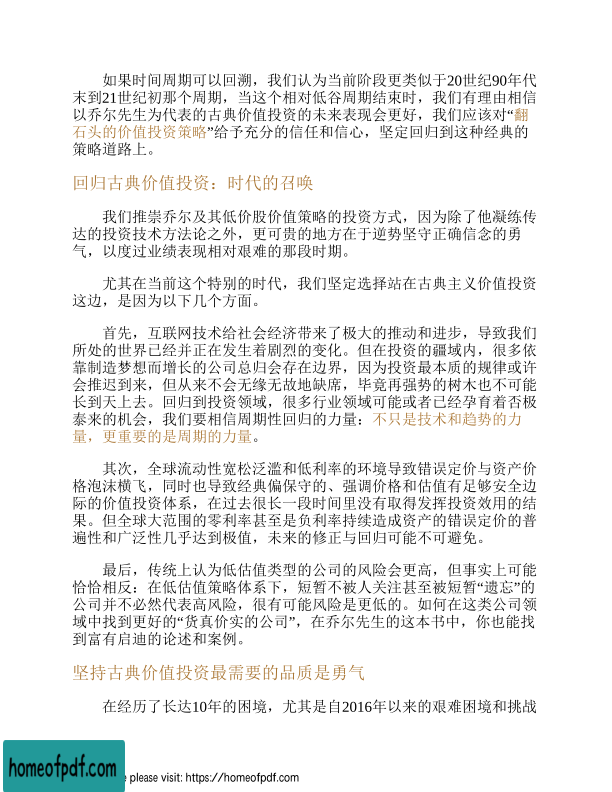 如果时间周期可以回溯，我们认为当前阶段更类似于20世纪90年代
末到21世纪初那个周期，当这个相对低谷周期结束时，我们有理由相信
以乔尔先生为代表的古典价值投资的未来表现会更好，我们应该对“翻
石头的价值投资策略”给予充分的信任和信心，坚定回归到这种经典的
策略道路上。
回归古典价值投资：时代的召唤
我们推崇乔尔及其低价股价值策略的投资方式，因为除了他凝练传
达的投资技术方法论之外，更可贵的地方在于逆势坚守正确信念的勇
气，以度过业绩表现相对艰难的那段时期。
尤其在当前这个特别的时代，我们坚定选择站在古典主义价值投资
这边，是因为以下几个方面。
首先，互联网技术给社会经济带来了极大的推动和进步，导致我们
所处的世界已经并正在发生着剧烈的变化。但在投资的疆域内，很多依
靠制造梦想而增长的公司总归会存在边界，因为投资最本质的规律或许
会推迟到来，但从来不会无缘无故地缺席，毕竟再强势的树木也不可能
长到天上去。回归到投资领域，很多行业领域可能或者已经孕育着否极
泰来的机会，我们要相信周期性回归的力量：不只是技术和趋势的力
量，更重要的是周期的力量。
其次，全球流动性宽松泛滥和低利率的环境导致错误定价与资产价
格泡沫横飞，同时也导致经典偏保守的、强调价格和估值有足够安全边
际的价值投资体系，在过去很长一段时间里没有取得发挥投资效用的结
果。但全球大范围的零利率甚至是负利率持续造成资产的错误定价的普
遍性和广泛性几乎达到极值，未来的修正与回归可能不可避免。
最后，传统上认为低估值类型的公司的风险会更高，但事实上可能
恰恰相反：在低估值策略体系下，短暂不被人关注甚至被短暂“遗忘”的
公司并不必然代表高风险，很有可能风险是更低的。如何在这类公司领
域中找到更好的“货真价实的公司”，在乔尔先生的这本书中，你也能找
到富有启迪的论述和案例。
坚持古典价值投资最需要的品质是勇气
在经历了长达10年的困境，尤其是自2016年以来的艰难困境和挑战
homeofpdf.com
please visit: https://homeofpdf.com